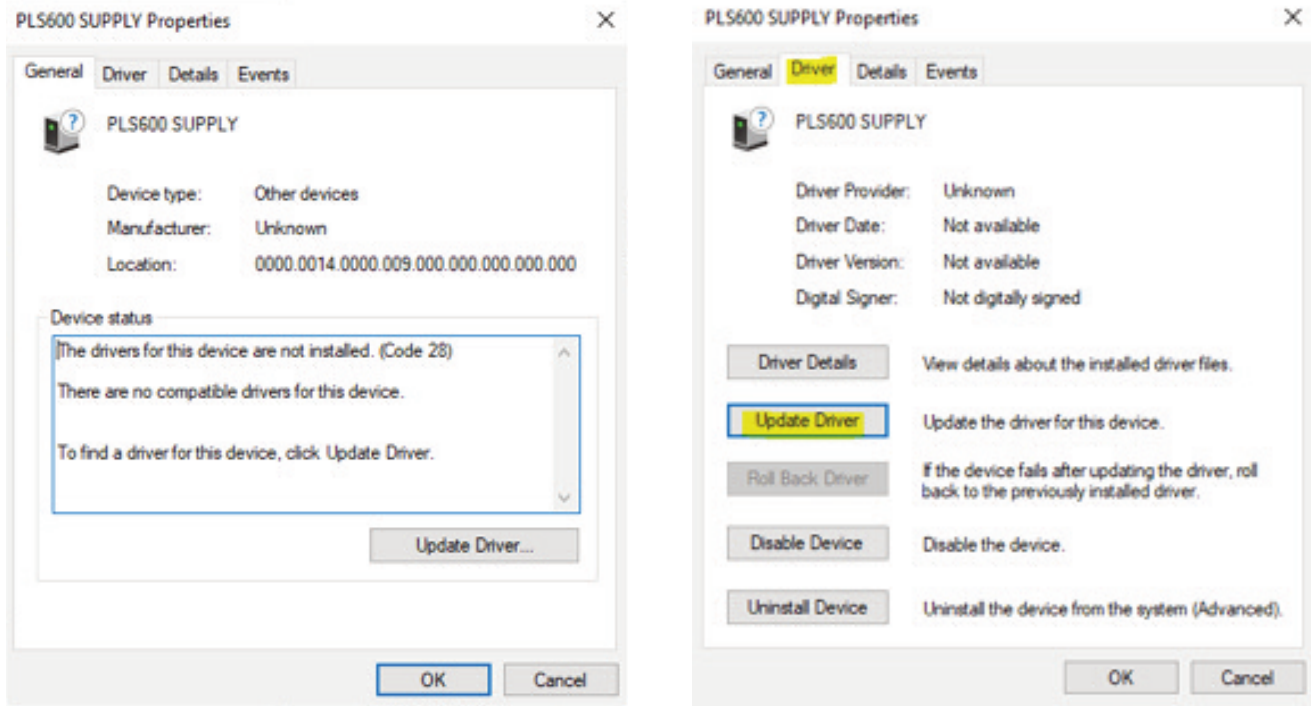 PLS600 SUPPLY Properties
General Driver Details Events
PLS600 SUPPLY
Device type: Other devices
Manufacturer: Unknown
Location: 0000.0014.0000.009.000.000.000.000.000
Device status
The drivers for this device are not installed. (Code 28)
There are no compatible drivers for this device.
To find a driver for this device, click Update Driver.
Update Driver...
OK Cancel
PLS600 SUPPLY Properties
General Driver Details Events
PLS600 SUPPLY
Driver Provider: Unknown
Driver Date: Not available
Driver Version: Not available
Digital Signer: Not digitally signed
Driver Details View details about the installed driver files.
Update Driver Update the driver for this device.
Roll Back Driver If the device fails after updating the driver, roll
back to the previously installed driver.
Disable Device Disable the device.
Uninstall Device Uninstall the device from the system (Advanced).
OK Cancel